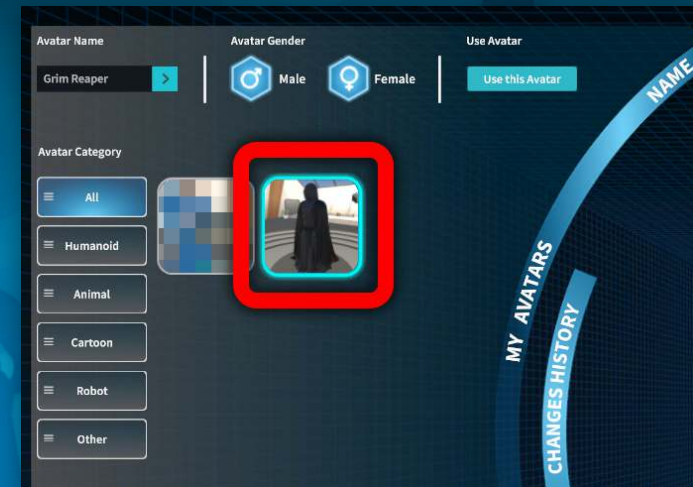 Avatar Name
Avatar Gender
Use Avatar
Grim Reaper
>
Male
Female
Use this Avatar
Avatar Category
All
Humanoid
Animal
Cartoon
Robot
Other
NAME
MY AVATARS
CHANGES HISTORY